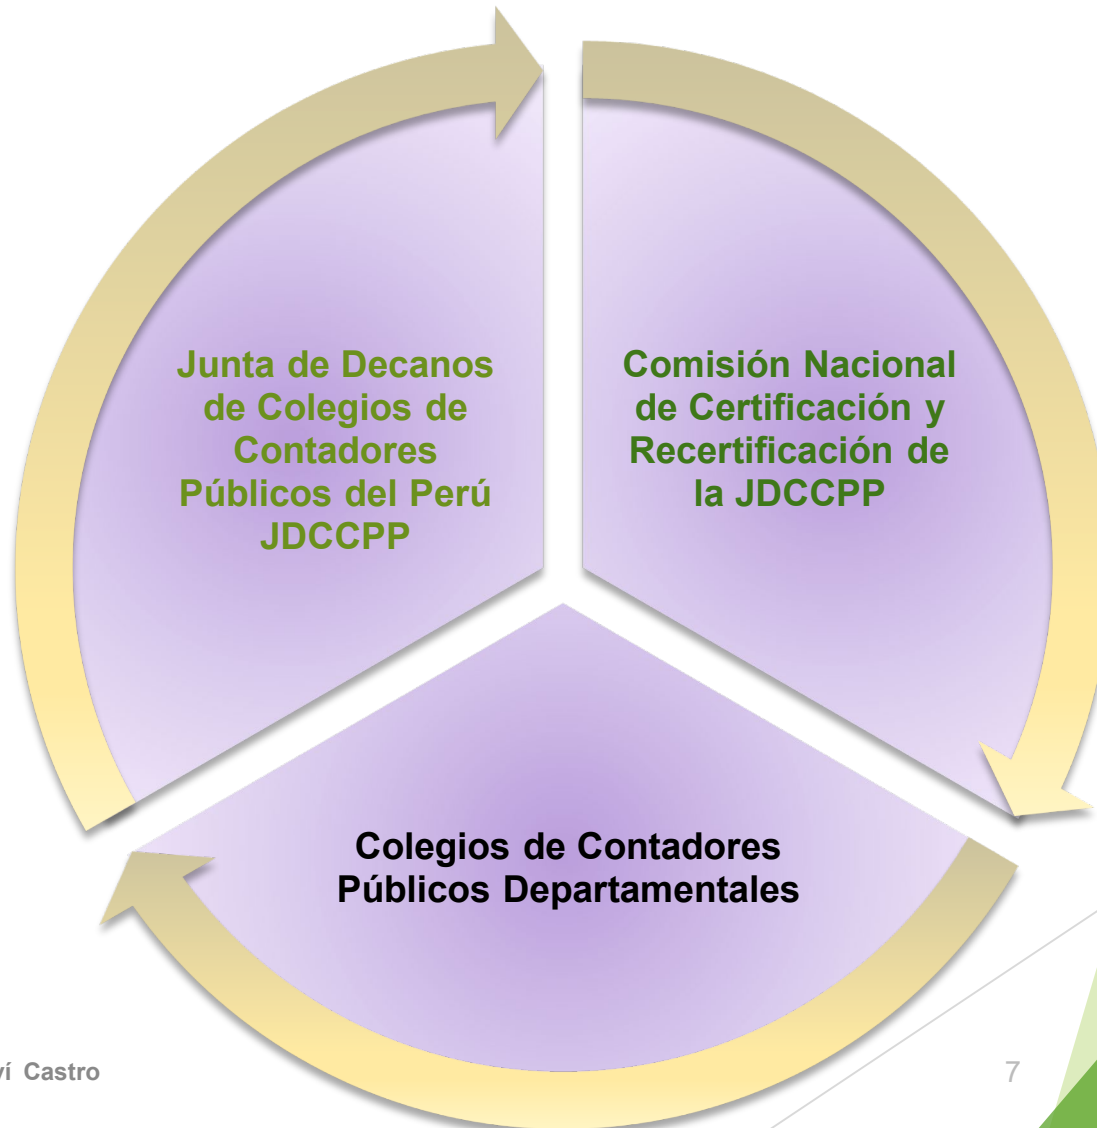 Junta de Decanos
de Colegios de
Contadores
Públicos del Perú
JDCCPP
Comisión Nacional
de Certificación y
Recertificación de
la JDCCPP
Colegios de Contadores
Públicos Departamentales
Castro
7